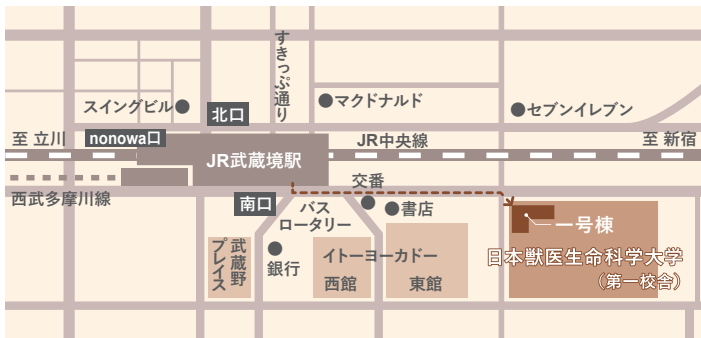 すきっぷ通り
スイングビル
北口
マクドナルド
セブンイレブン
至 立川
nonowa口
JR武蔵境駅
JR中央線
至 新宿
西武多摩川線
南口
バス
ロータリー
交番
書店
一号棟
武蔵野
プレイス
銀行
イトーヨーカドー
西館
東館
日本獣医生命科学大学
(第一校舎)